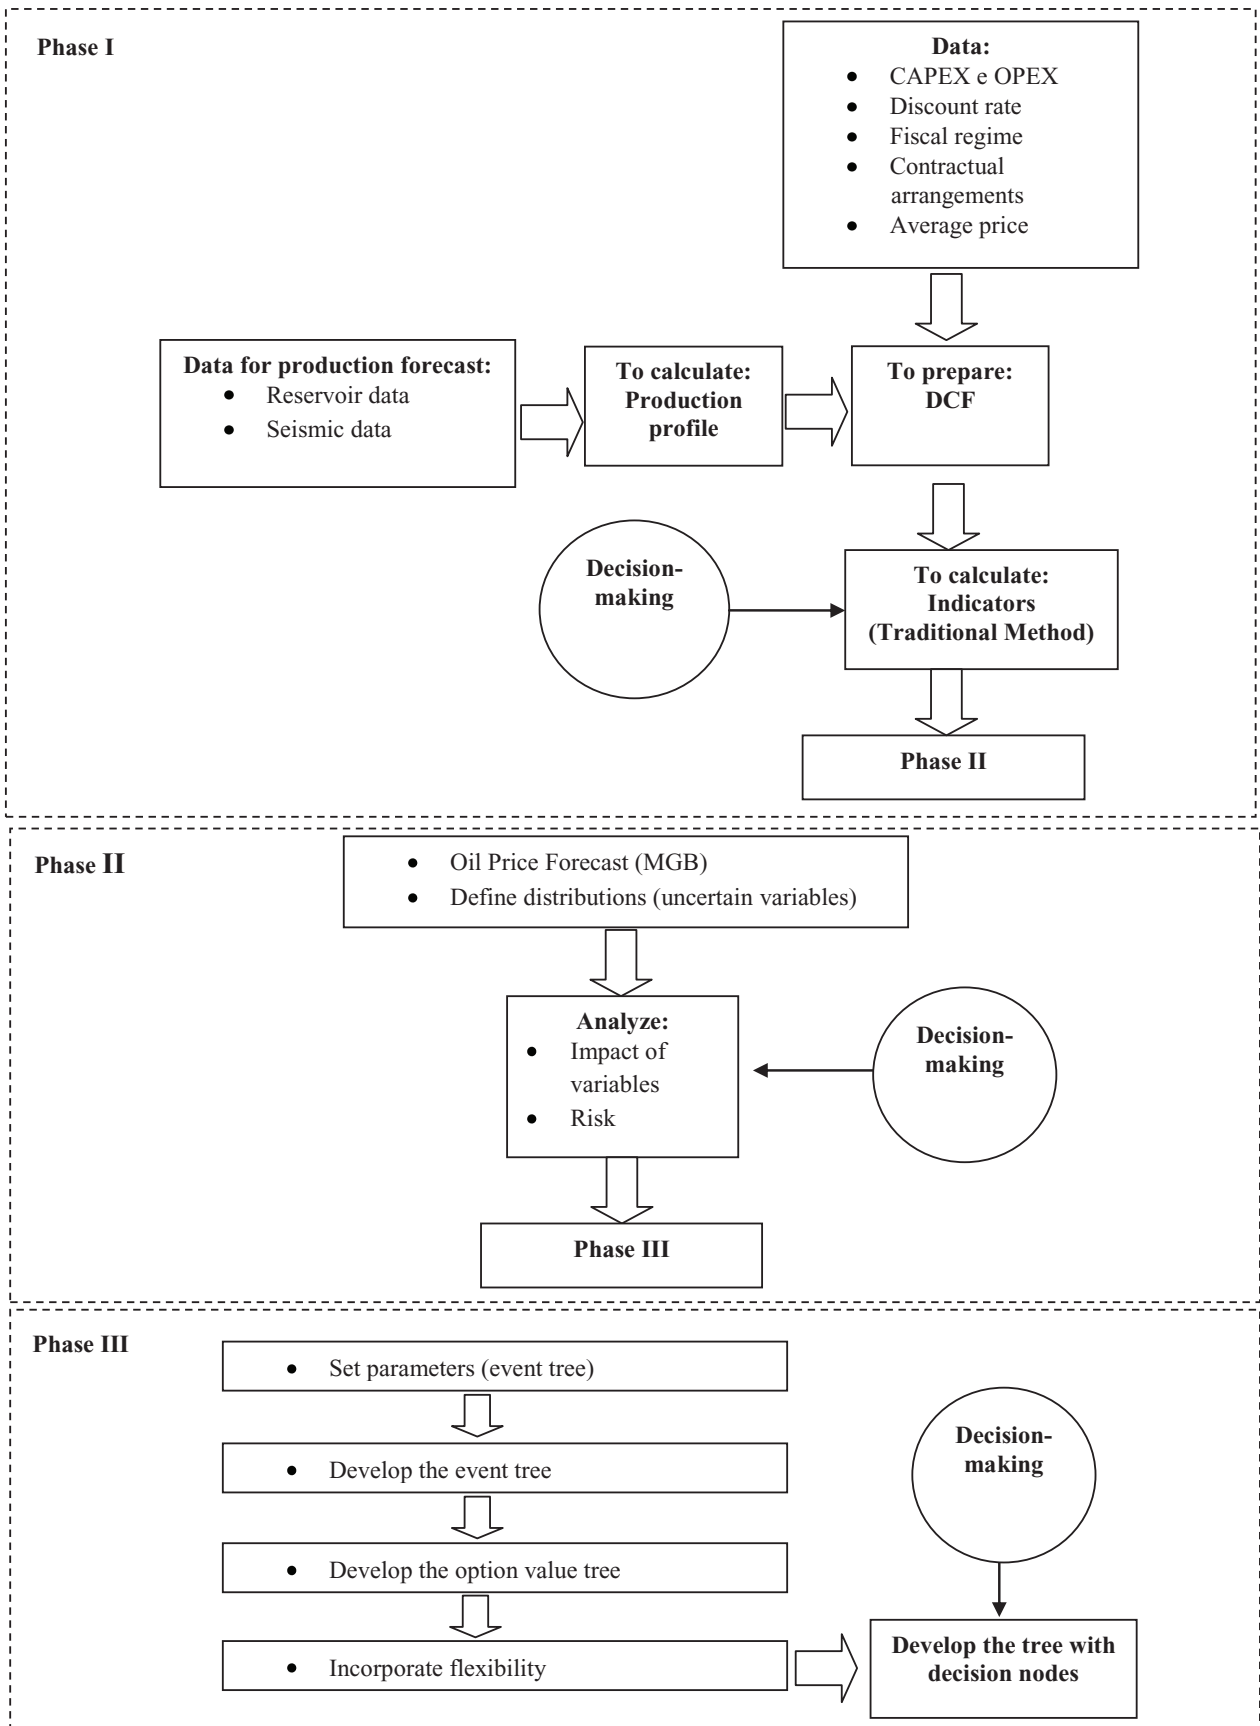 Phase I
Data:
● CAPEX e OPEX
● Discount rate
● Fiscal regime
● Contractual
arrangements
● Average price
Data for production forecast:
● Reservoir data
● Seismic data
To calculate:
Production
profile
To prepare:
DCF
Decision-
making
To calculate:
Indicators
(Traditional Method)
Phase II
Phase II
● Oil Price Forecast (MGB)
● Define distributions (uncertain variables)
Analyze:
● Impact of
variables
● Risk
Decision-
making
Phase III
Phase III
● Set parameters (event tree)
● Develop the event tree
● Develop the option value tree
● Incorporate flexibility
Decision-
making
Develop the tree with
decision nodes